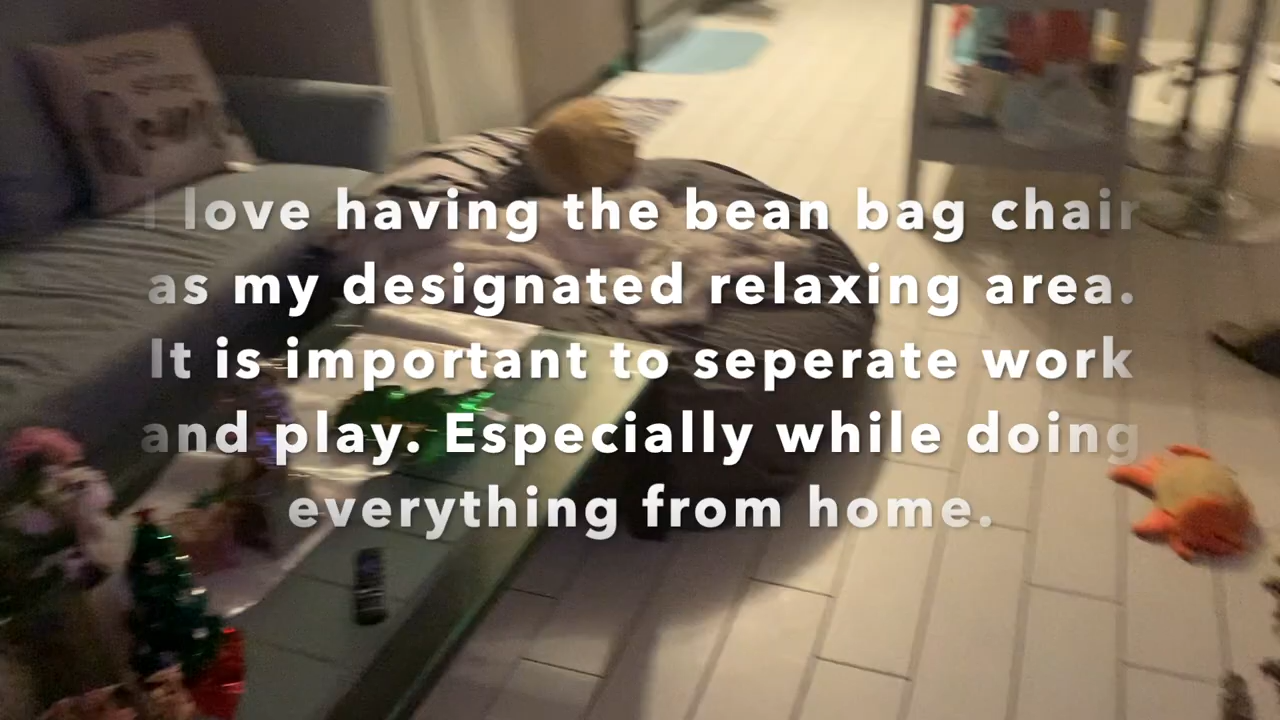 I love having the bean bag chair
as my designated relaxing area.
It is important to seperate work
and play. Especially while doing
everything from home.